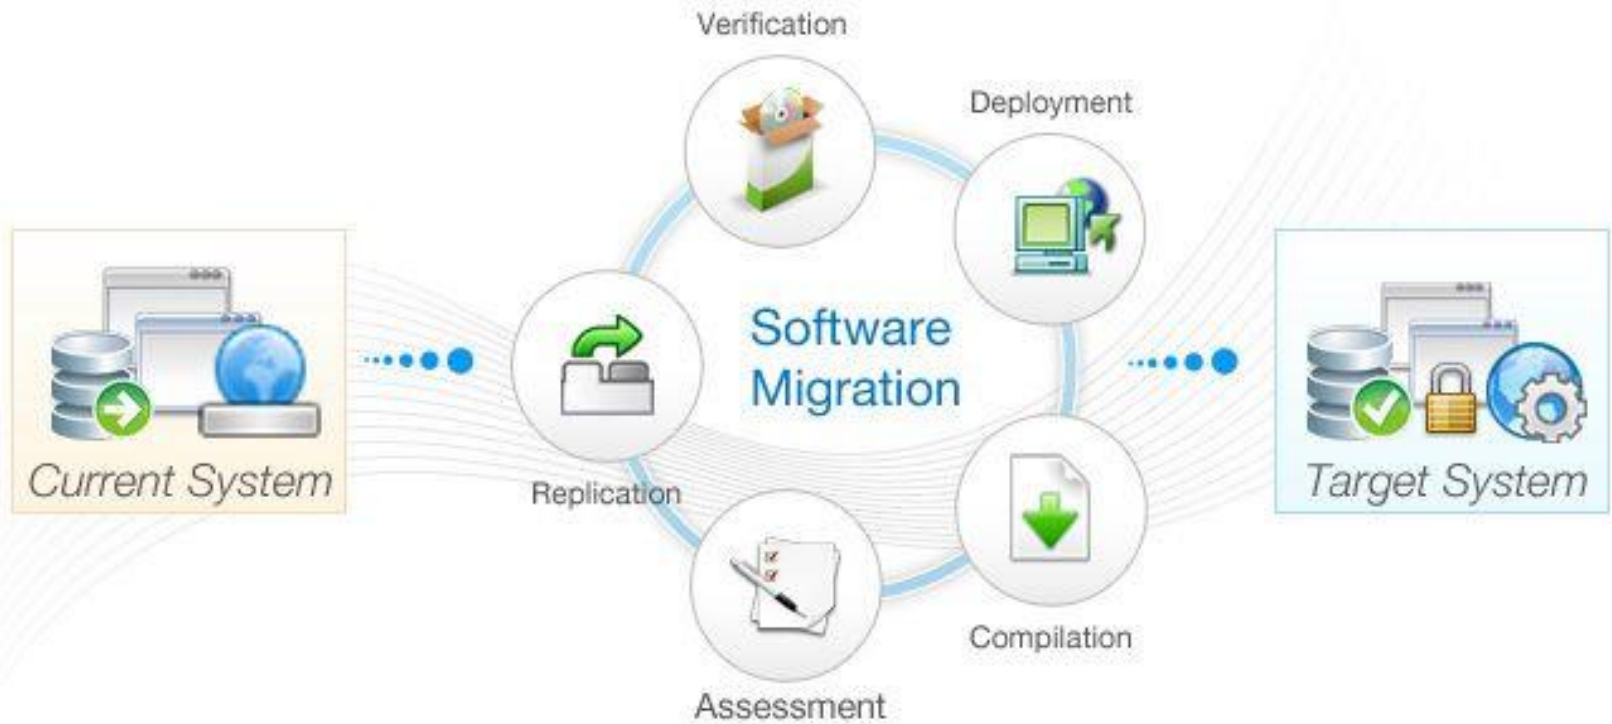 Verification
Deployment
Software
Migration
Current System
Target System
Replication
Compilation
Assessment